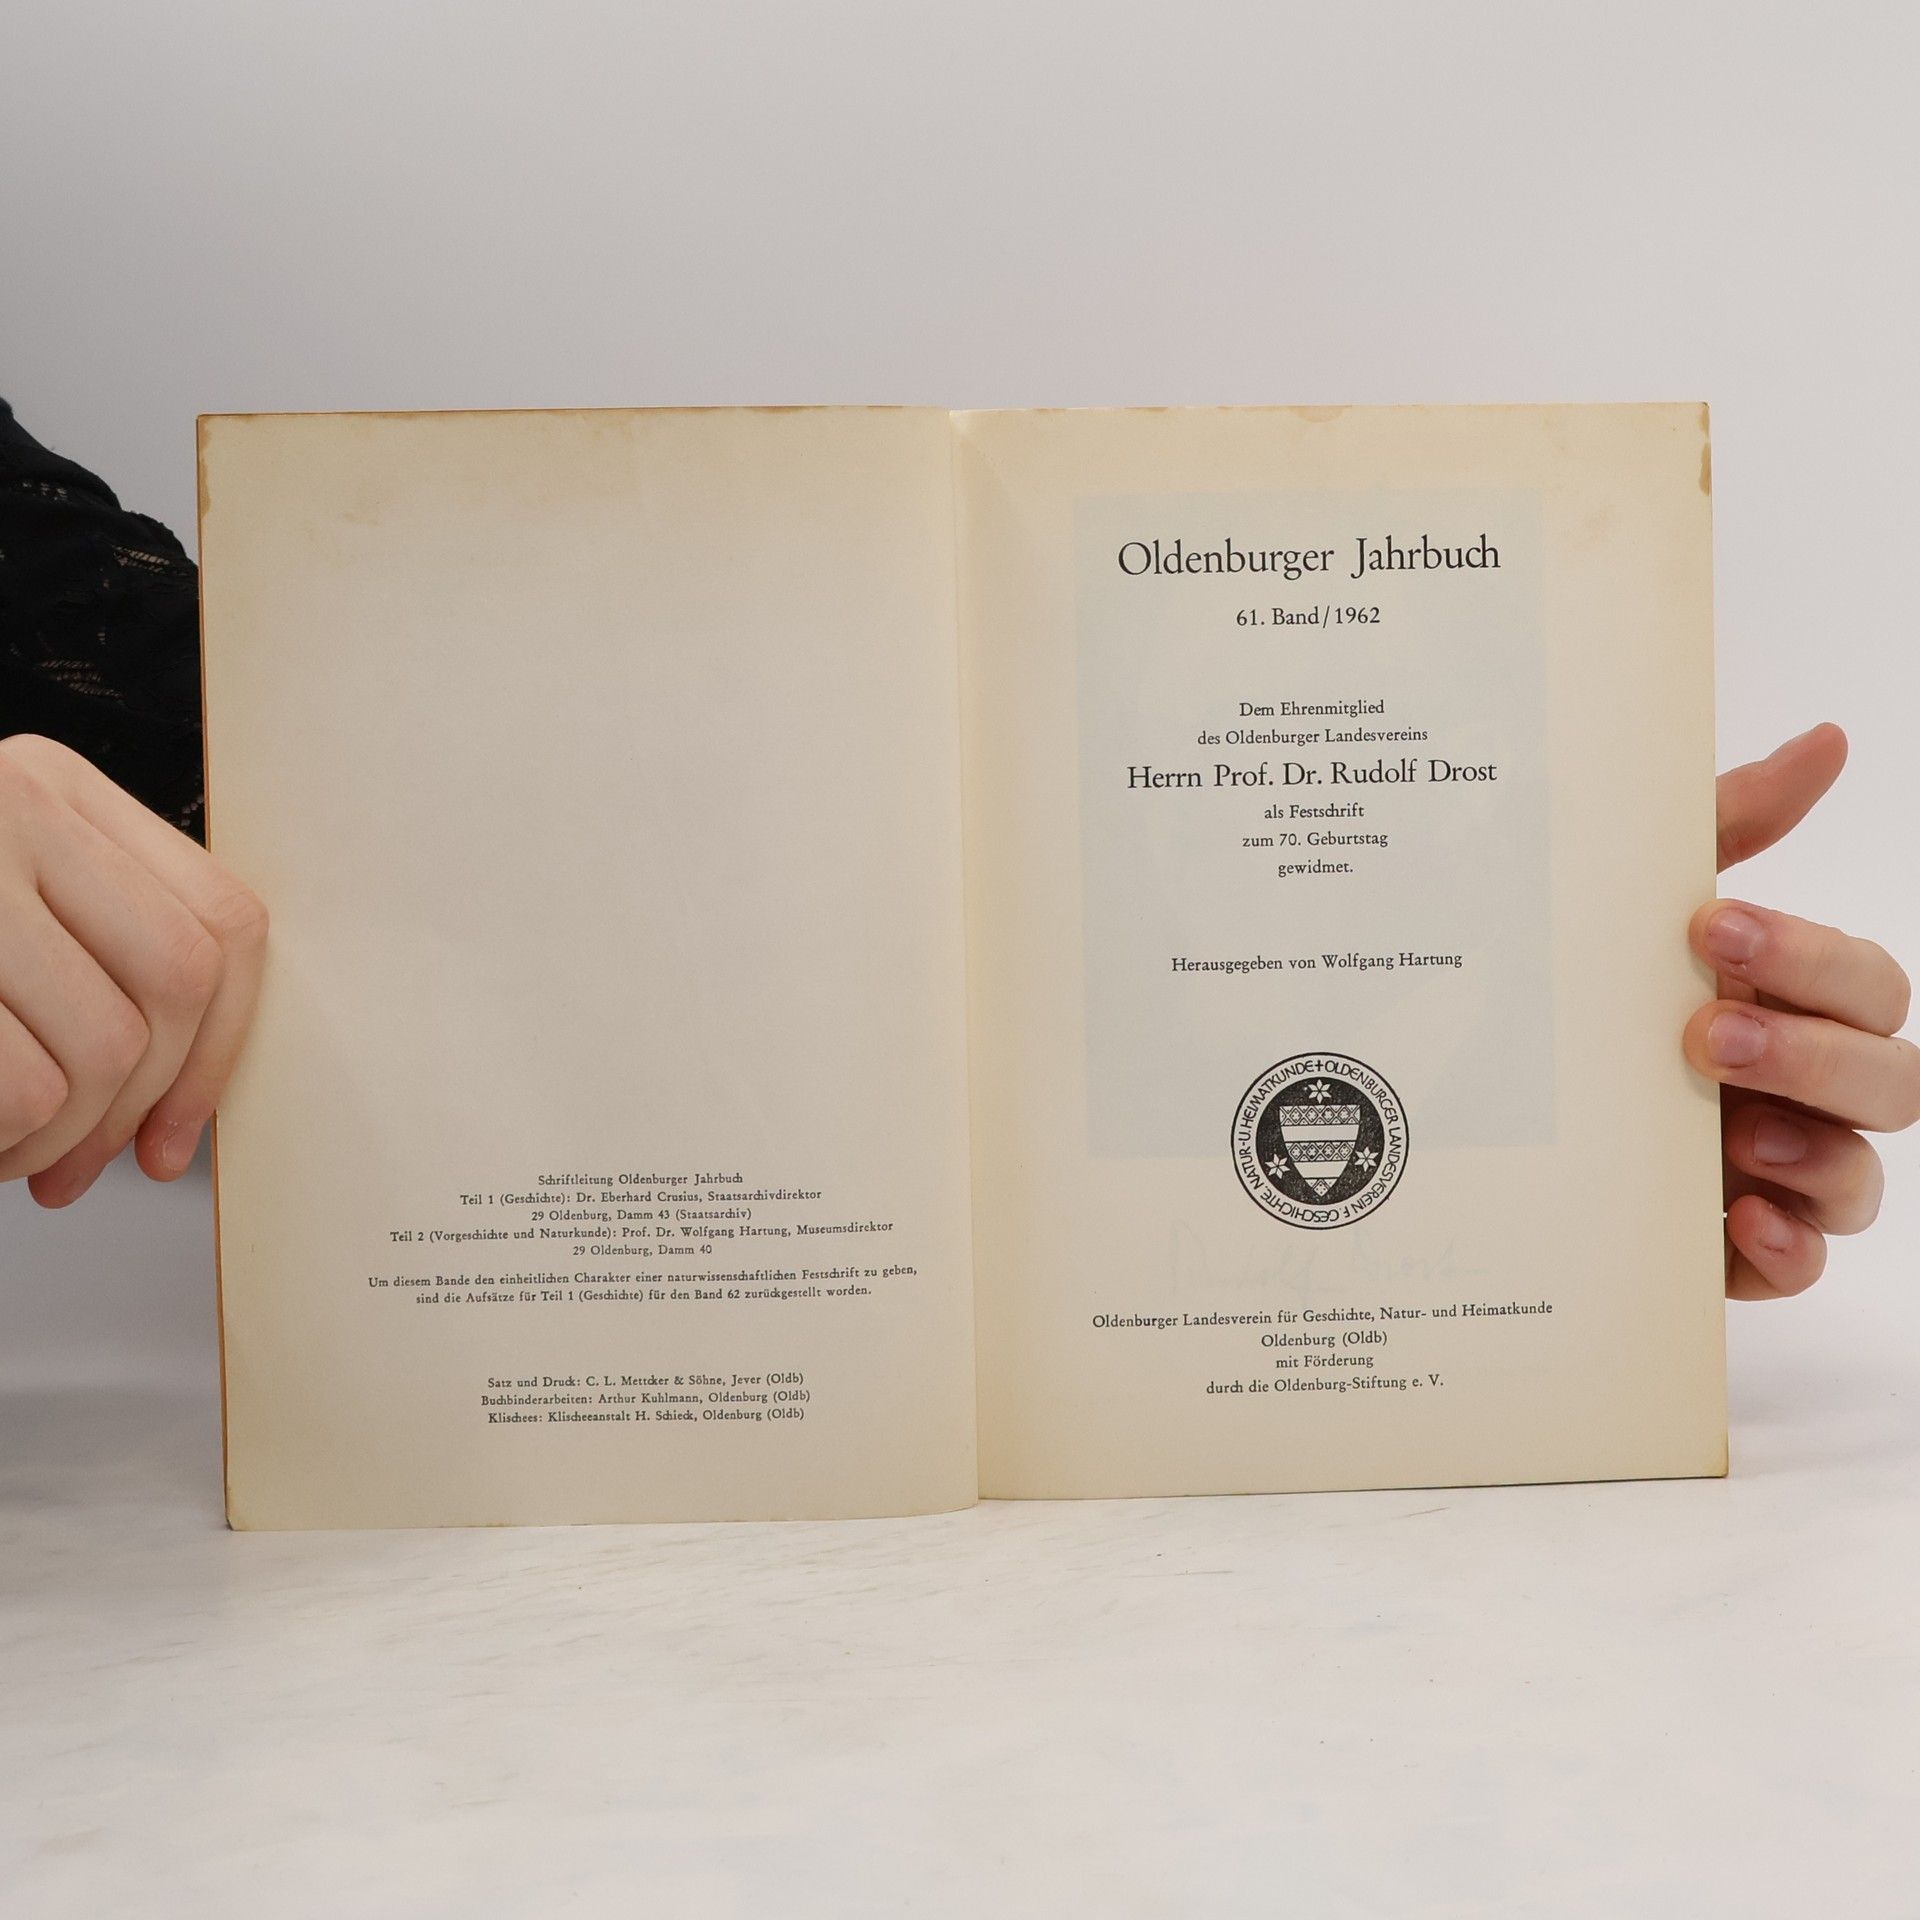 Schriftleitung Oldenburger Jahrbuch
Teil 1 (Geschichte): Dr. Eberhard Crusius, Staatsarchivdirektor
29 Oldenburg, Damm 43 (Staatsarchiv)
Teil 2 (Vorgeschichte und Naturkunde): Prof. Dr. Wolfgang Hartung, Museumsdirektor
29 Oldenburg, Damm 40
Um diesem Bande den einheitlichen Charakter einer naturwissenschaftlichen Festschrift zu geben,
sind die Aufsätze für Teil 1 (Geschichte) für den Band 62 zurückgestellt worden.
Satz und Druck: C. L. Mettcker & Söhne, Jever (Oldb)
Buchbinderarbeiten: Arthur Kuhlmann, Oldenburg (Oldb)
Klischees: Klischeeanstalt H. Schieck, Oldenburg (Oldb)
Oldenburger Jahrbuch
61. Band/1962
Dem Ehrenmitglied
des Oldenburger Landesvereins
Herrn Prof. Dr. Rudolf Drost
als Festschrift
zum 70. Geburtstag
gewidmet.
Herausgegeben von Wolfgang Hartung
OLDENBURGER LANDESVEREIN F. GESCHICHTE, NATUR-U. HEIMATKUNDE
Oldenburger Landesverein für Geschichte, Natur- und Heimatkunde
Oldenburg (Oldb)
mit Förderung
durch die Oldenburg-Stiftung e. V.